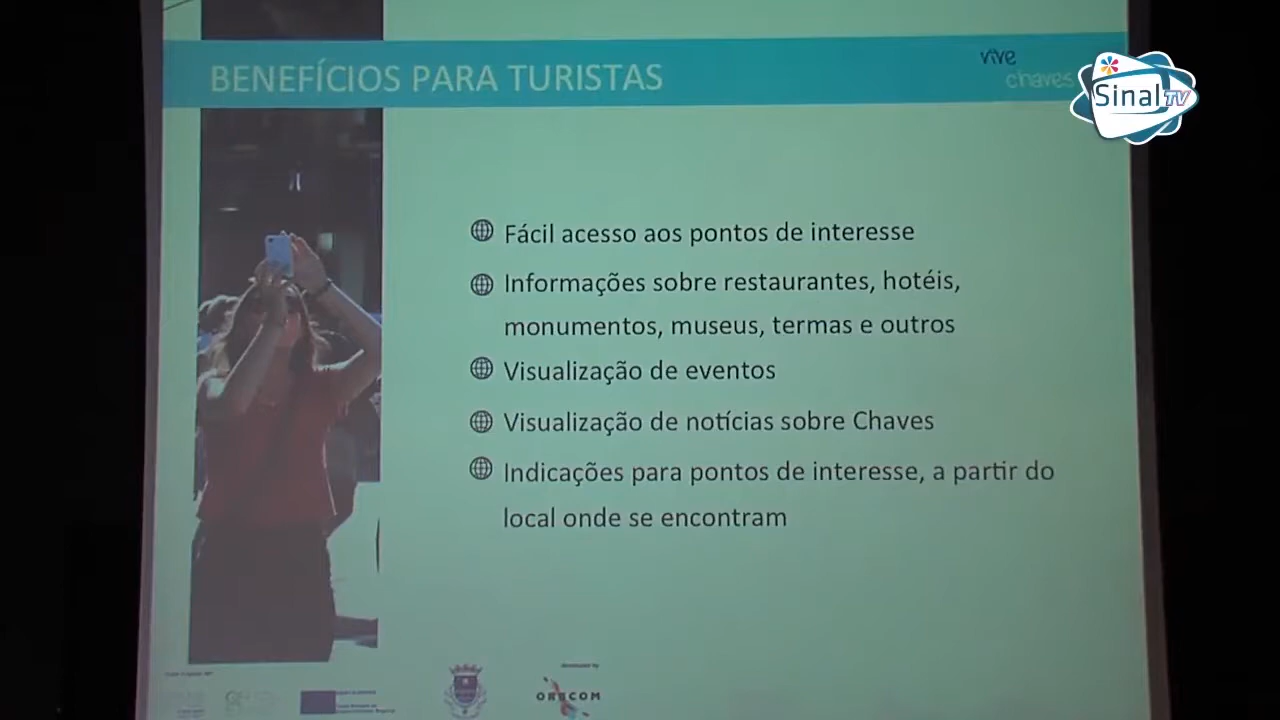 BENEFÍCIOS PARA TURISTAS
vive
chaves
Sinal TV
Fácil acesso aos pontos de interesse
Informações sobre restaurantes, hotéis,
monumentos, museus, termas e outros
Visualização de eventos
Visualização de notícias sobre Chaves
Indicações para pontos de interesse, a partir do
local onde se encontram
developed by
ORECOM